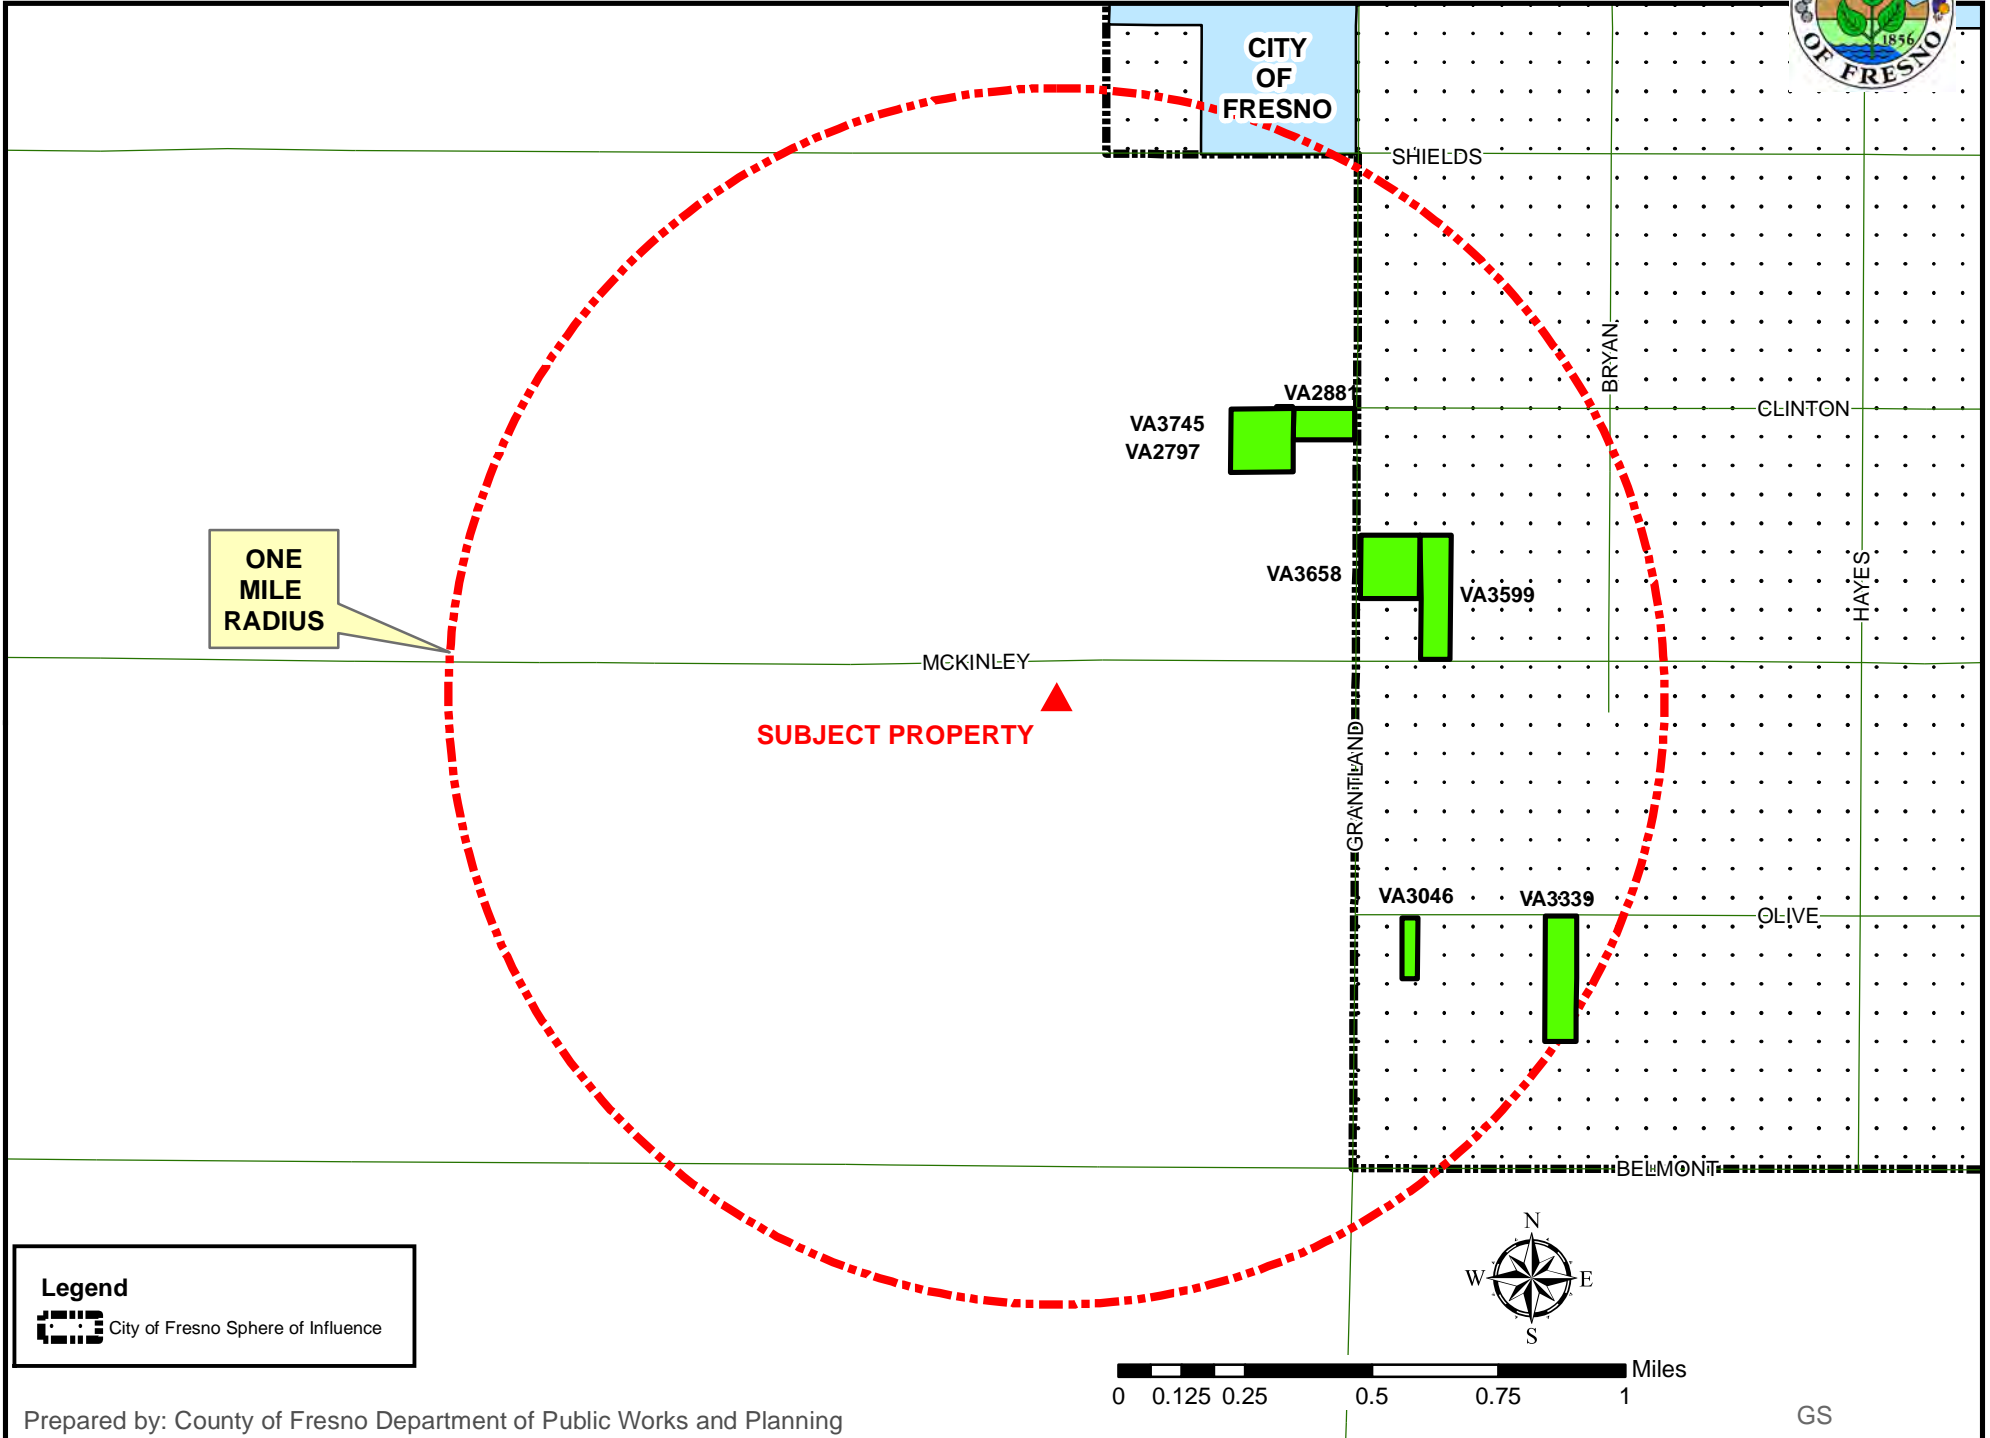 1856
OF FRESNO
CITY
OF
FRESNO
SHIELDS
BRYAN
VA2881
CLINTON
VA3745
VA2797
ONE
MILE
RADIUS
VA3658
VA3599
HAYES
MCKINLEY
SUBJECT PROPERTY
GRANTLAND
VA3046
VA3339
OLIVE
BELMONT
N
W E
S
Legend
City of Fresno Sphere of Influence
Miles
0 0.125 0.25 0.5 0.75 1
Prepared by: County of Fresno Department of Public Works and Planning
GS